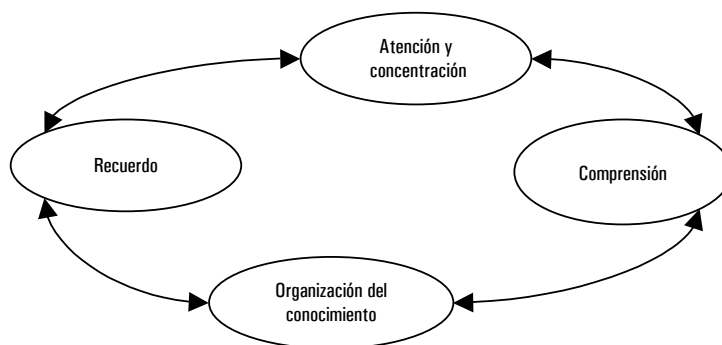 Atención y
concentración
Recuerdo
Comprensión
Organización del
conocimiento